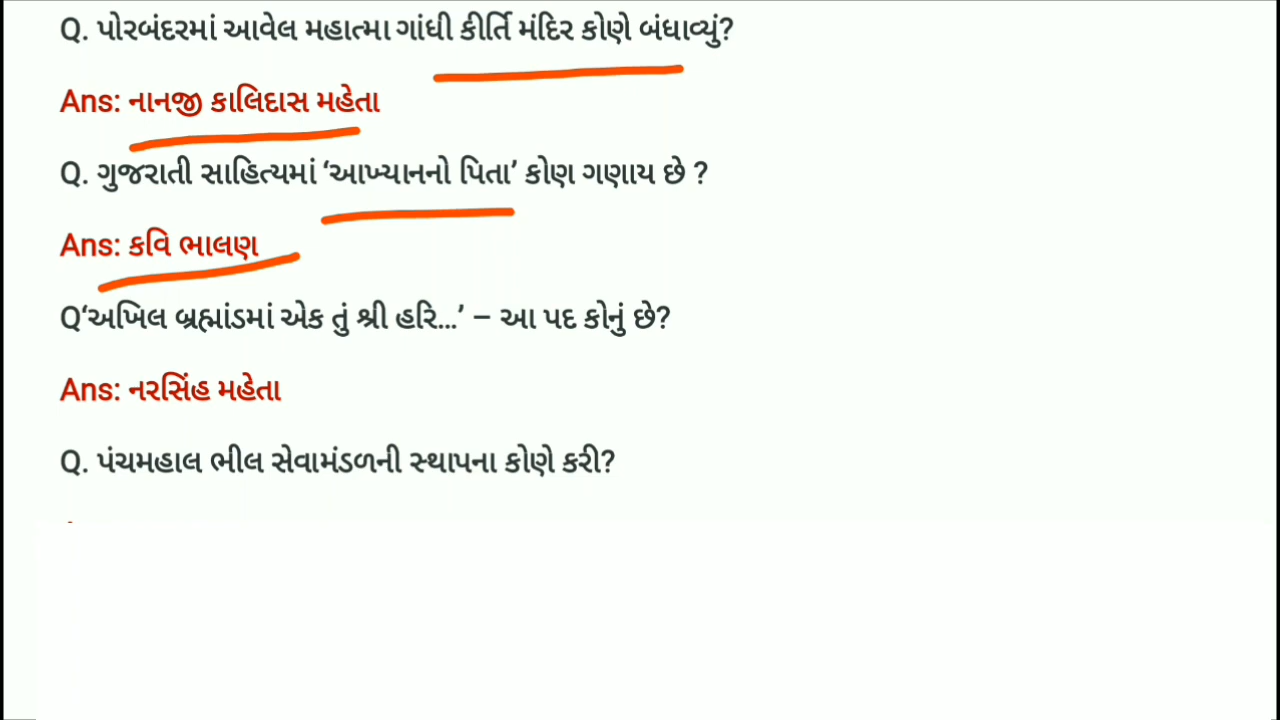 Q. પોરબંદરમાં આવેલ મહાત્મા ગાંધી કીર્તિ મંદિર કોણે બંધાવ્યું?
Ans: નાનજી કાલિદાસ મહેતા
Q. ગુજરાતી સાહિત્યમાં ‘આખ્યાનનો પિતા’ કોણ ગણાય છે ?
Ans: કવિ ભાલણ
Q‘અખિલ બ્રહ્માંડમાં એક તું શ્રી હરિ...’ – આ પદ કોનું છે?
Ans: નરસિંહ મહેતા
Q. પંચમહાલ ભીલ સેવામંડળની સ્થાપના કોણે કરી?